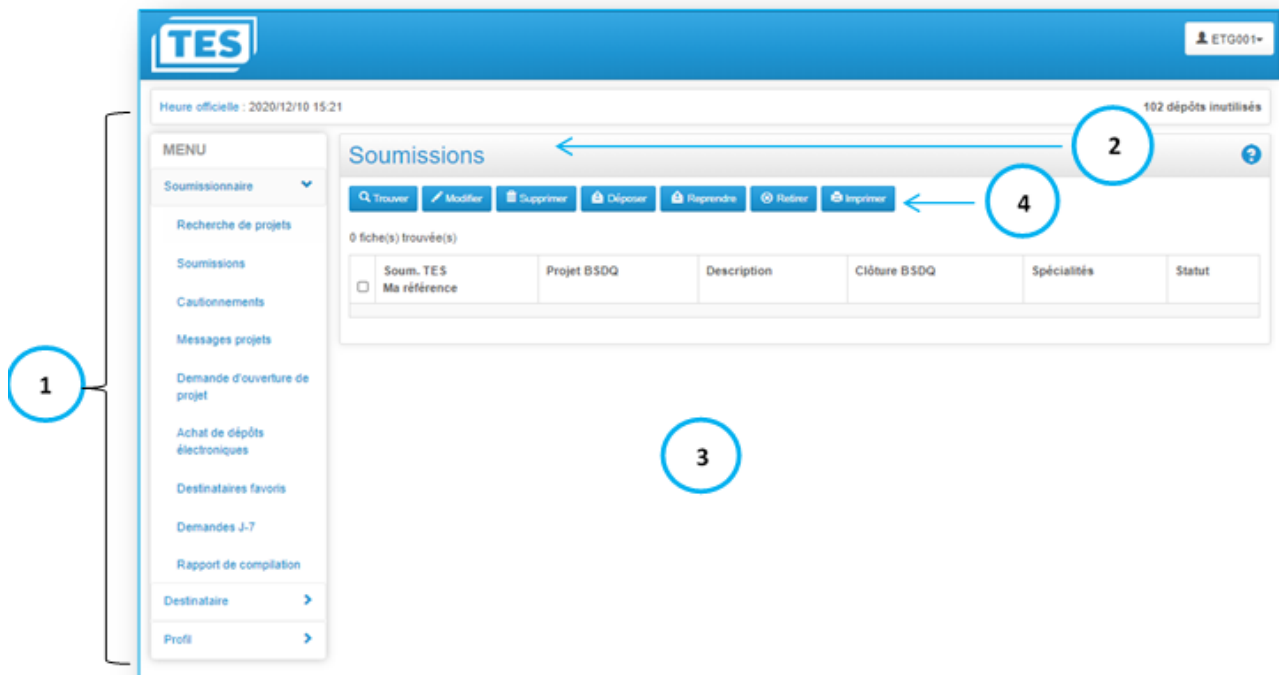 TES
ETG001
Heure officielle : 2020/12/10 15:21
102 dépôts inutilisés
MENU
Soumissionnaire
Recherche de projets
Soumissions
Cautionnements
Messages projets
Demande d'ouverture de
projet
Achat de dépôts
électroniques
Destinataires favoris
Demandes J-7
Rapport de compilation
Destinataire
Profil
Soumissions
?
Trouver
Modifier
Supprimer
Déposer
Reprendre
Retirer
Imprimer
0 fiche(s) trouvée(s)
Soum. TES
Ma référence
Projet BSDQ
Description
Clôture BSDQ
Spécialités
Statut
1
2
3
4